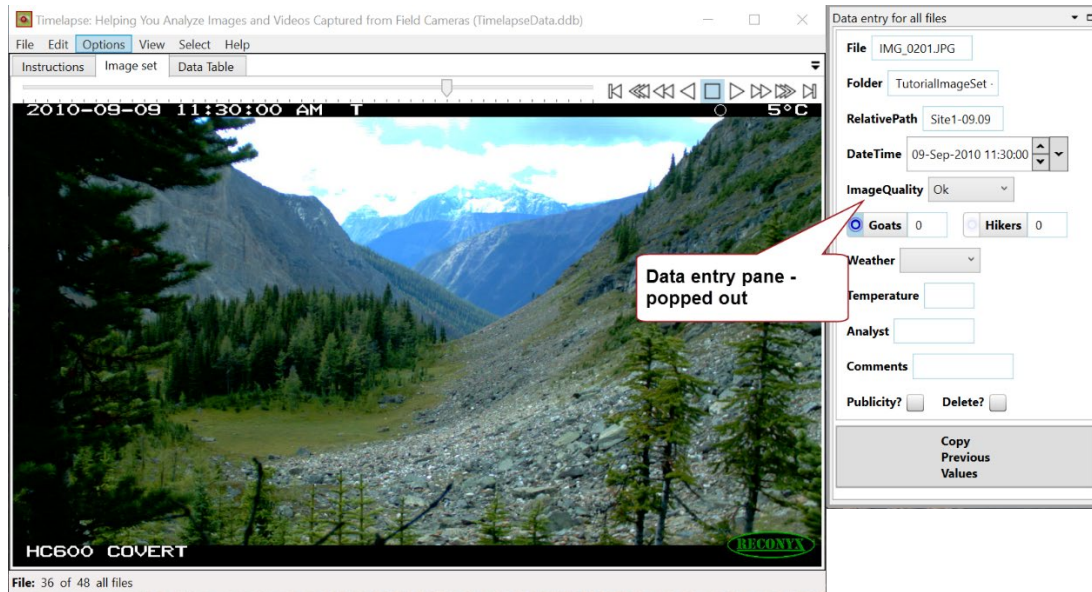 Timelapse: Helping You Analyze Images and Videos Captured from Field Cameras (TimelapseData.ddb)
File Edit Options View Select Help
Instructions Image set Data Table
2010-09-09 11:30:00 AM T 5°C
HC600 COVERT
RECONYX
File: 36 of 48 all files
Data entry pane -
popped out
Data entry for all files
File IMG_0201.JPG
Folder TutorialImageSet -
RelativePath Site1-09.09
DateTime 09-Sep-2010 11:30:00
ImageQuality Ok
Goats 0 Hikers 0
Weather
Temperature
Analyst
Comments
Publicity? Delete?
Copy
Previous
Values